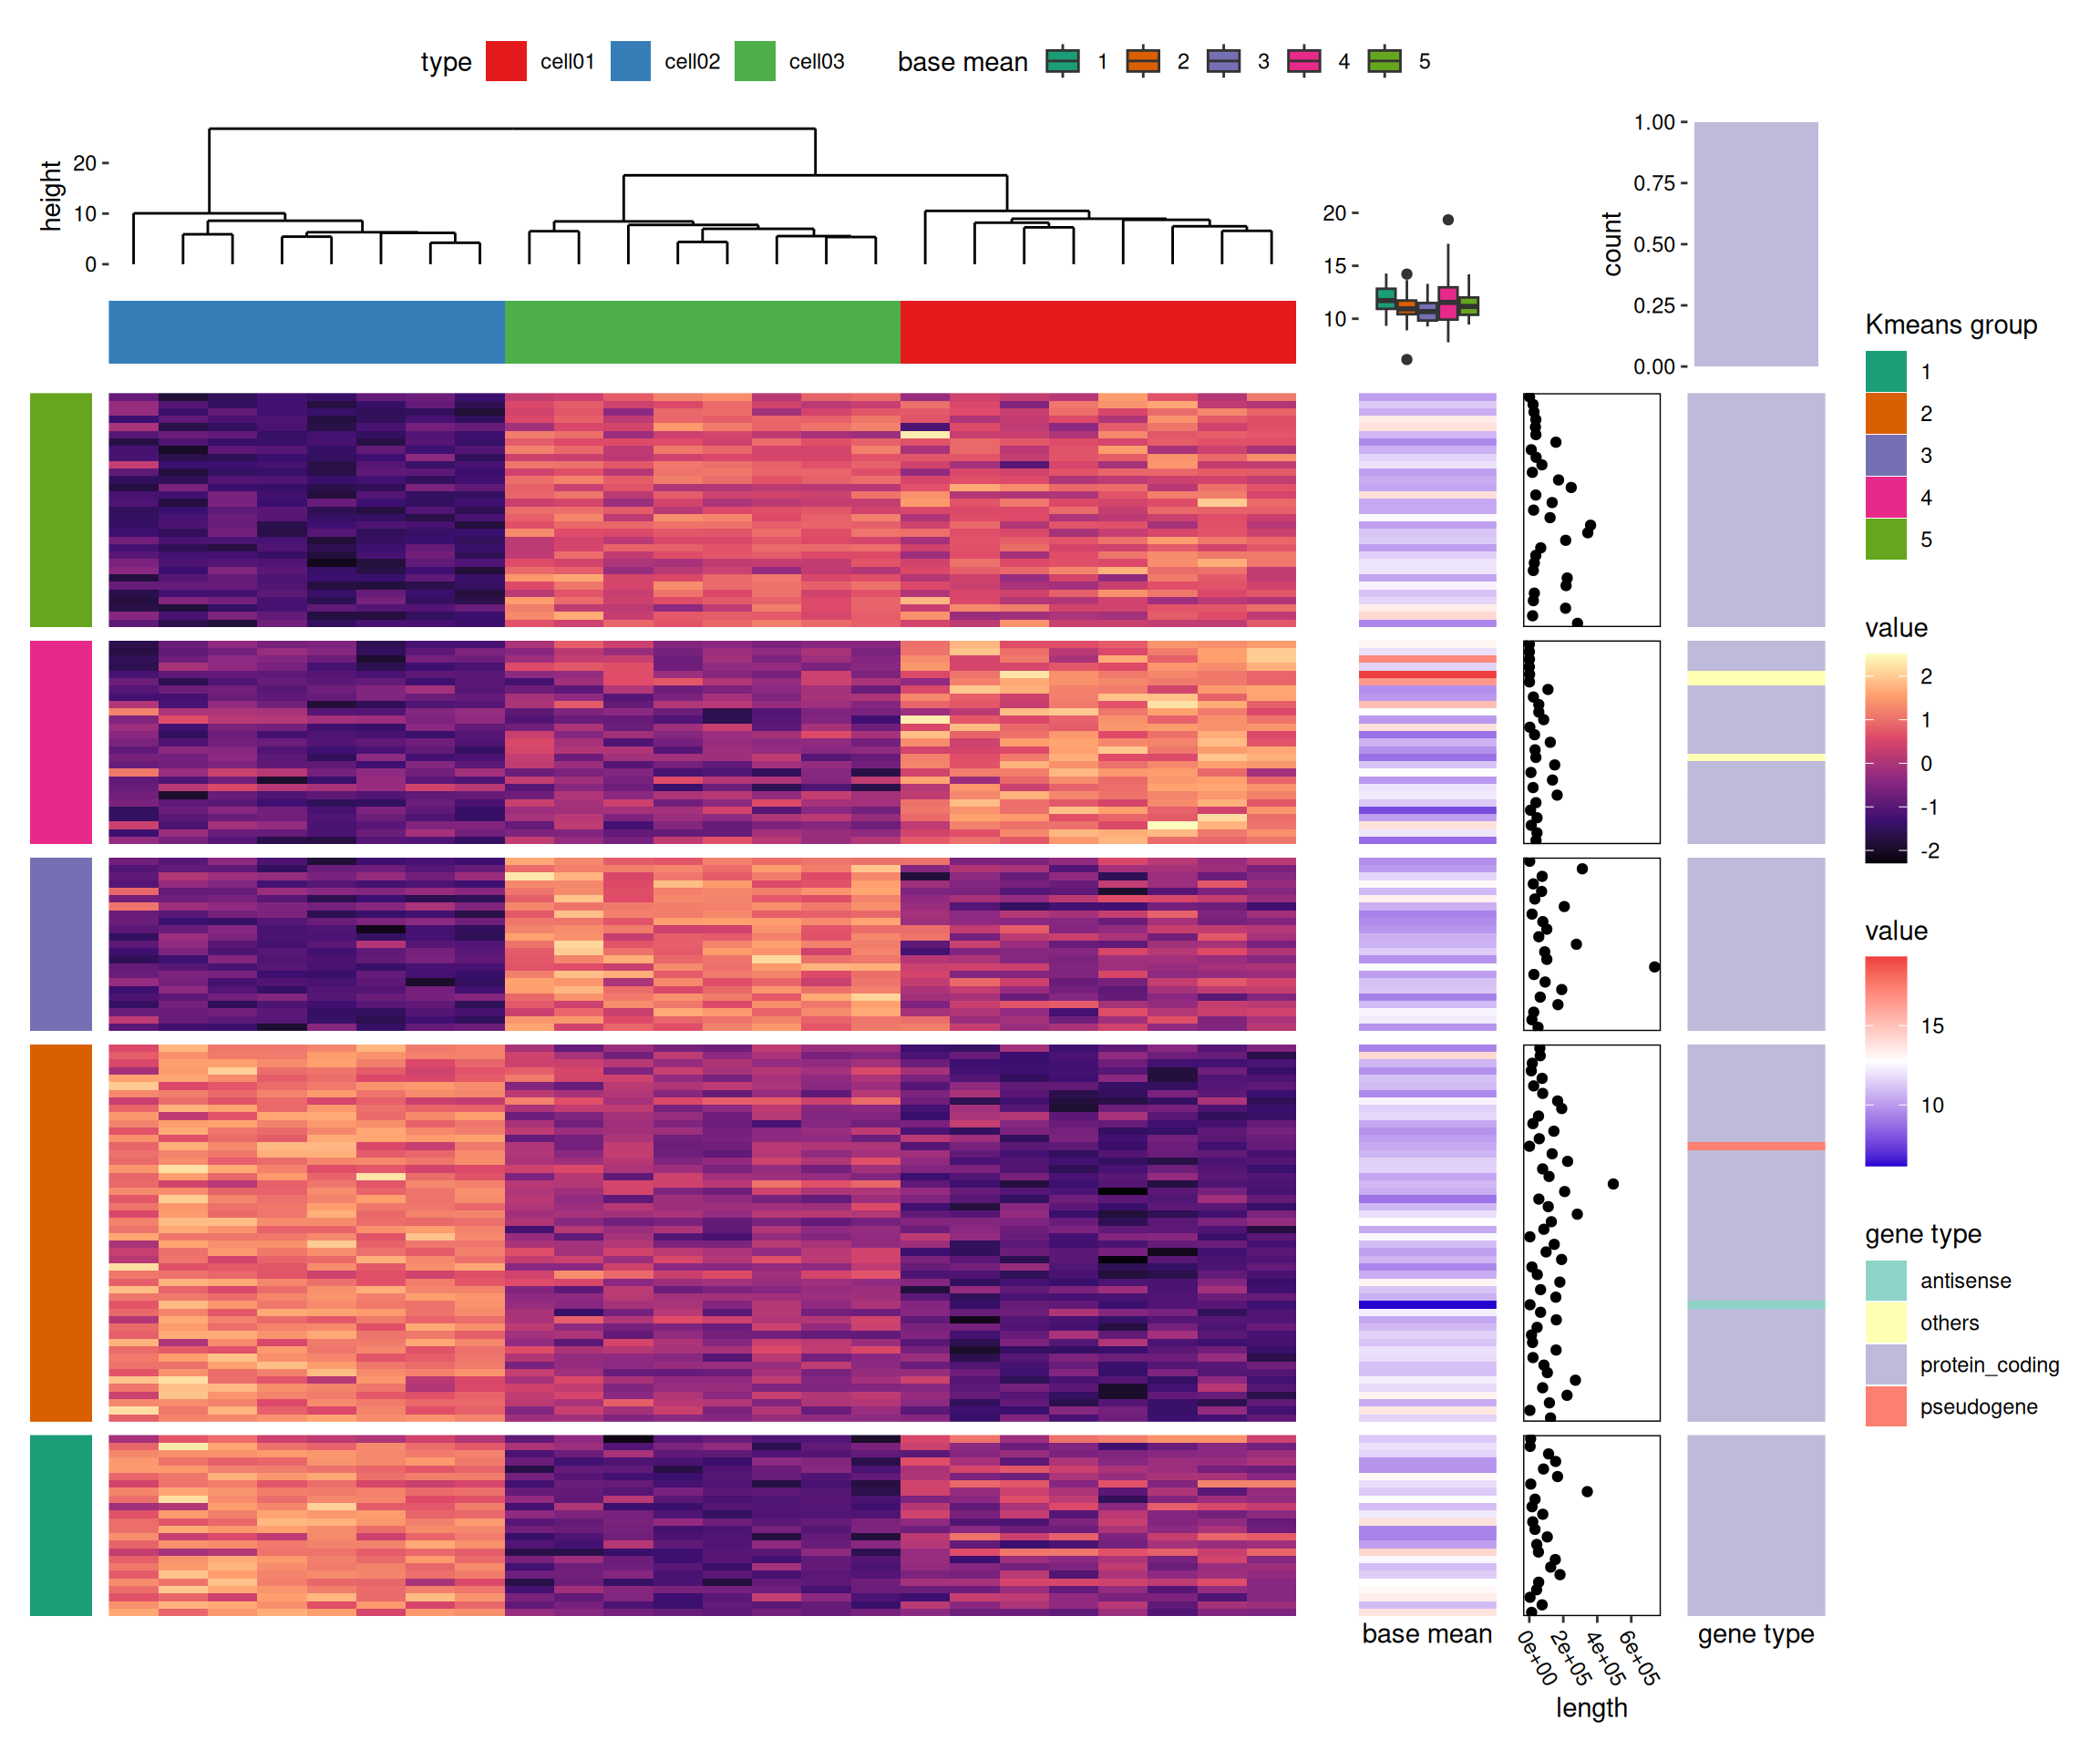 type cell01 cell02 cell03 base mean 1 2 3 4 5
height
20
10
0
20
15
10
count
1.00
0.75
0.50
0.25
0.00
Kmeans group
1
2
3
4
5
value
2
1
0
-1
-2
value
15
10
gene type
antisense
others
protein_coding
pseudogene
base mean
0e+00 2e+05 4e+05 6e+05
length
gene type